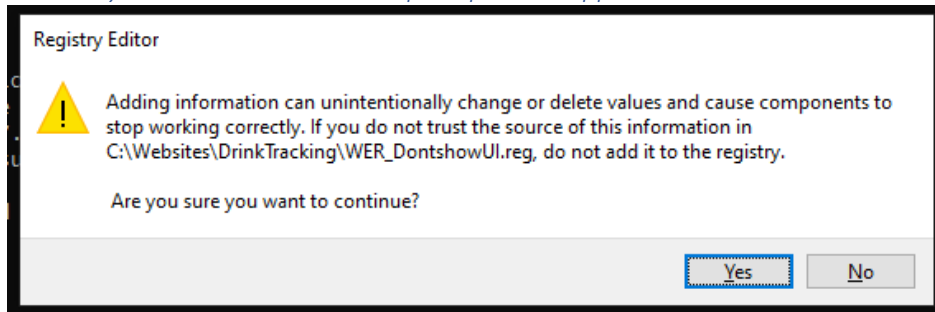 Registry Editor
Adding information can unintentionally change or delete values and cause components to
stop working correctly. If you do not trust the source of this information in
C:\Websites\DrinkTracking\WER_DontshowUI.reg, do not add it to the registry.
Are you sure you want to continue?
Yes No